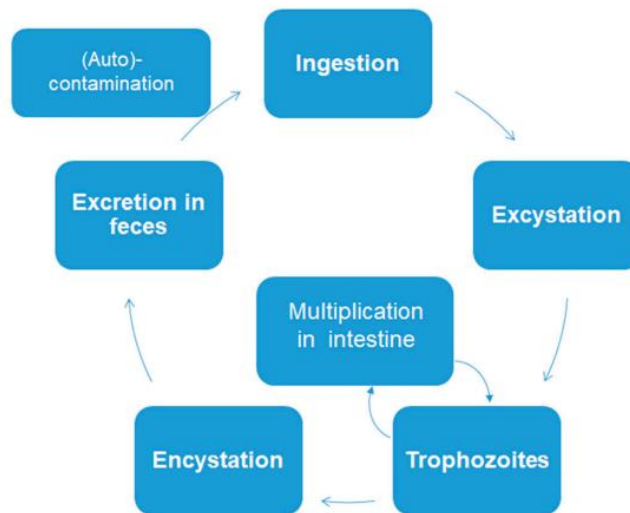 (Auto)-
contamination
Ingestion
Excretion in
feces
Excystation
Multiplication
in intestine
Encystation
Trophozoites